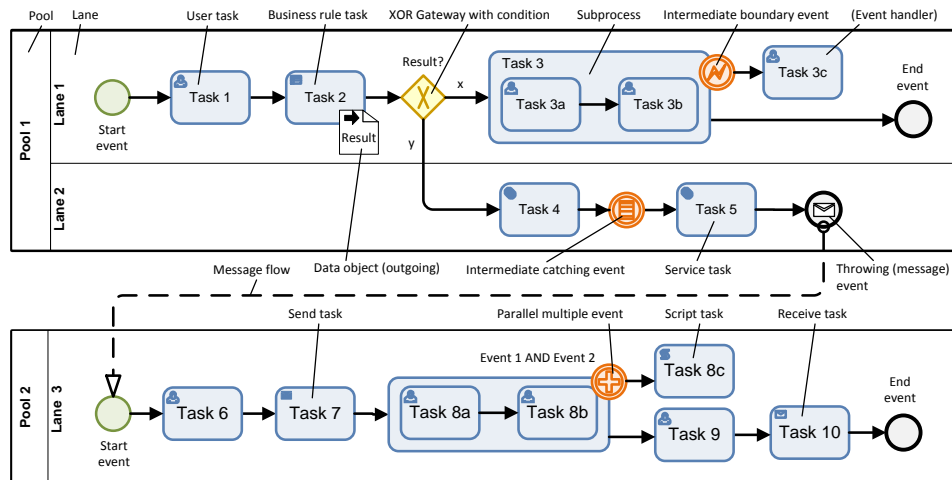 Pool
Lane
User task
Business rule task
XOR Gateway with condition
Subprocess
Intermediate boundary event
(Event handler)
Pool 1
Lane 1
Start
event
Task 1
Task 2
Result
Result?
x
y
Task 3
Task 3a
Task 3b
Task 3c
End
event
Lane 2
Task 4
Task 5
Message flow
Data object (outgoing)
Intermediate catching event
Service task
Throwing (message)
event
Send task
Parallel multiple event
Script task
Receive task
Pool 2
Lane 3
Start
event
Task 6
Task 7
Event 1 AND Event 2
Task 8a
Task 8b
Task 8c
Task 9
Task 10
End
event